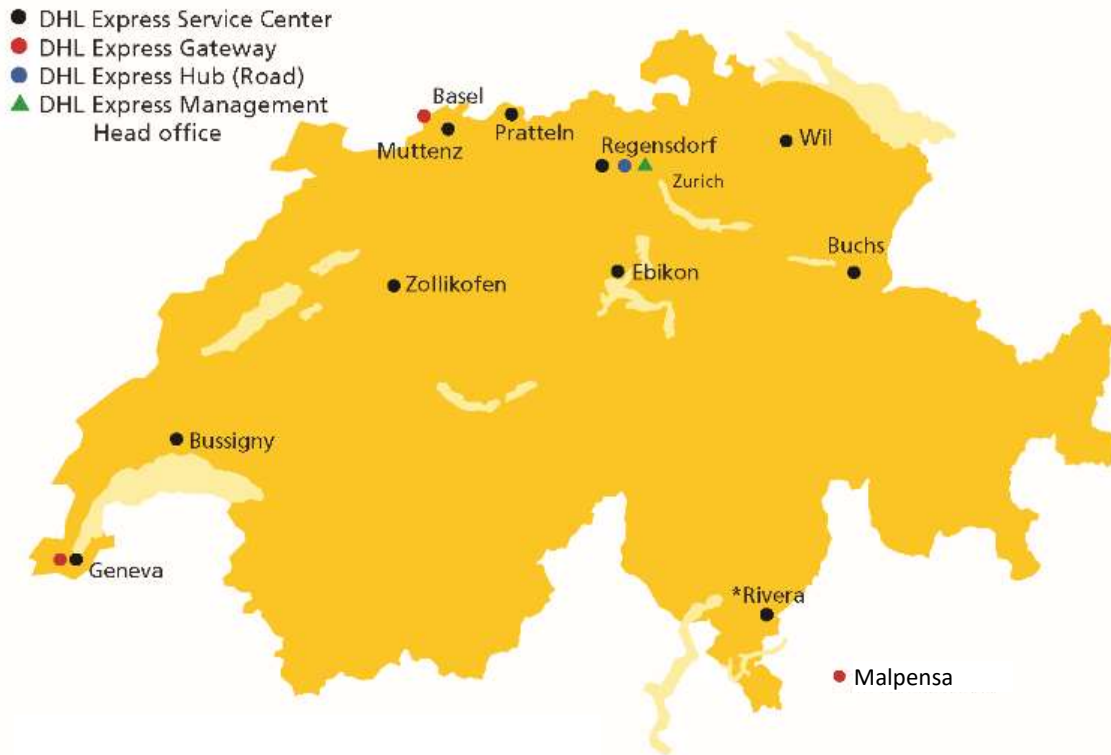 DHL Express Service Center
DHL Express Gateway
DHL Express Hub (Road)
DHL Express Management
Head office
Basel
Muttenz
Pratteln
Regensdorf
Zurich
Wil
Buchs
Ebikon
Zollikofen
Bussigny
Geneva
*Rivera
Malpensa